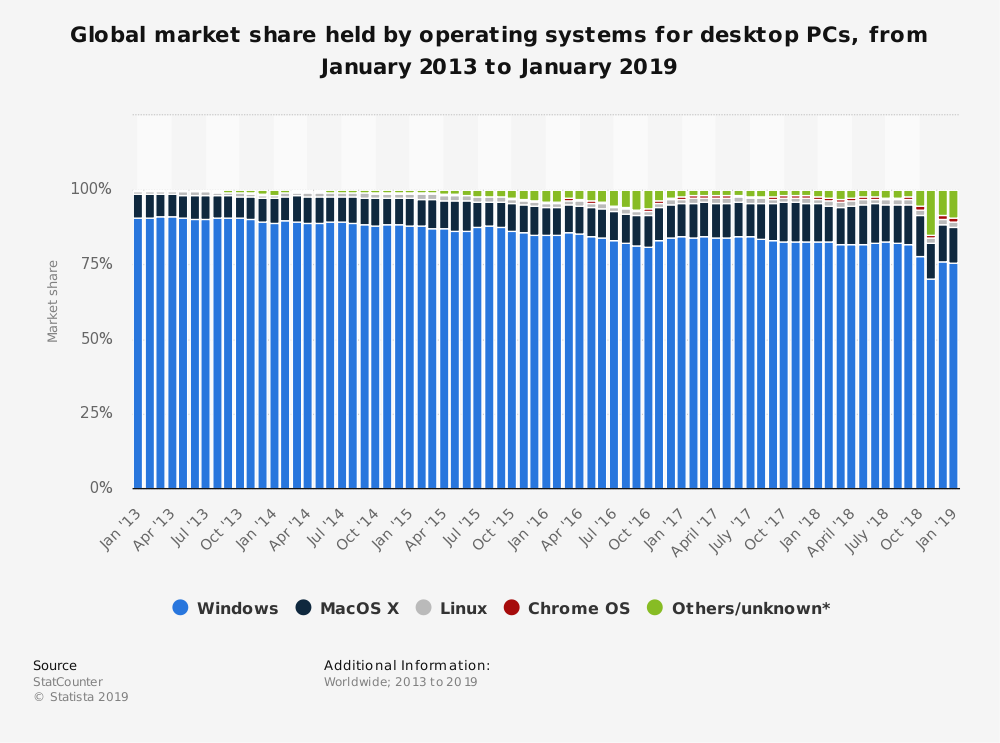 Global market share held by operating systems for desktop PCs, from
January 2013 to January 2019
Market share
100%
75%
50%
25%
0%
Jan '13
Apr '13
Jul '13
Oct '13
Jan '14
Apr '14
Jul '14
Oct '14
Jan '15
Apr '15
Jul '15
Oct '15
Jan '16
Apr '16
Jul '16
Oct '16
Jan '17
April '17
July '17
Oct '17
Jan '18
April '18
July '18
Oct '18
Jan '19
Windows MacOS X Linux Chrome OS Others/unknown*
Source
StatCounter
© Statista 2019
Additional Information:
Worldwide; 2013 to 2019